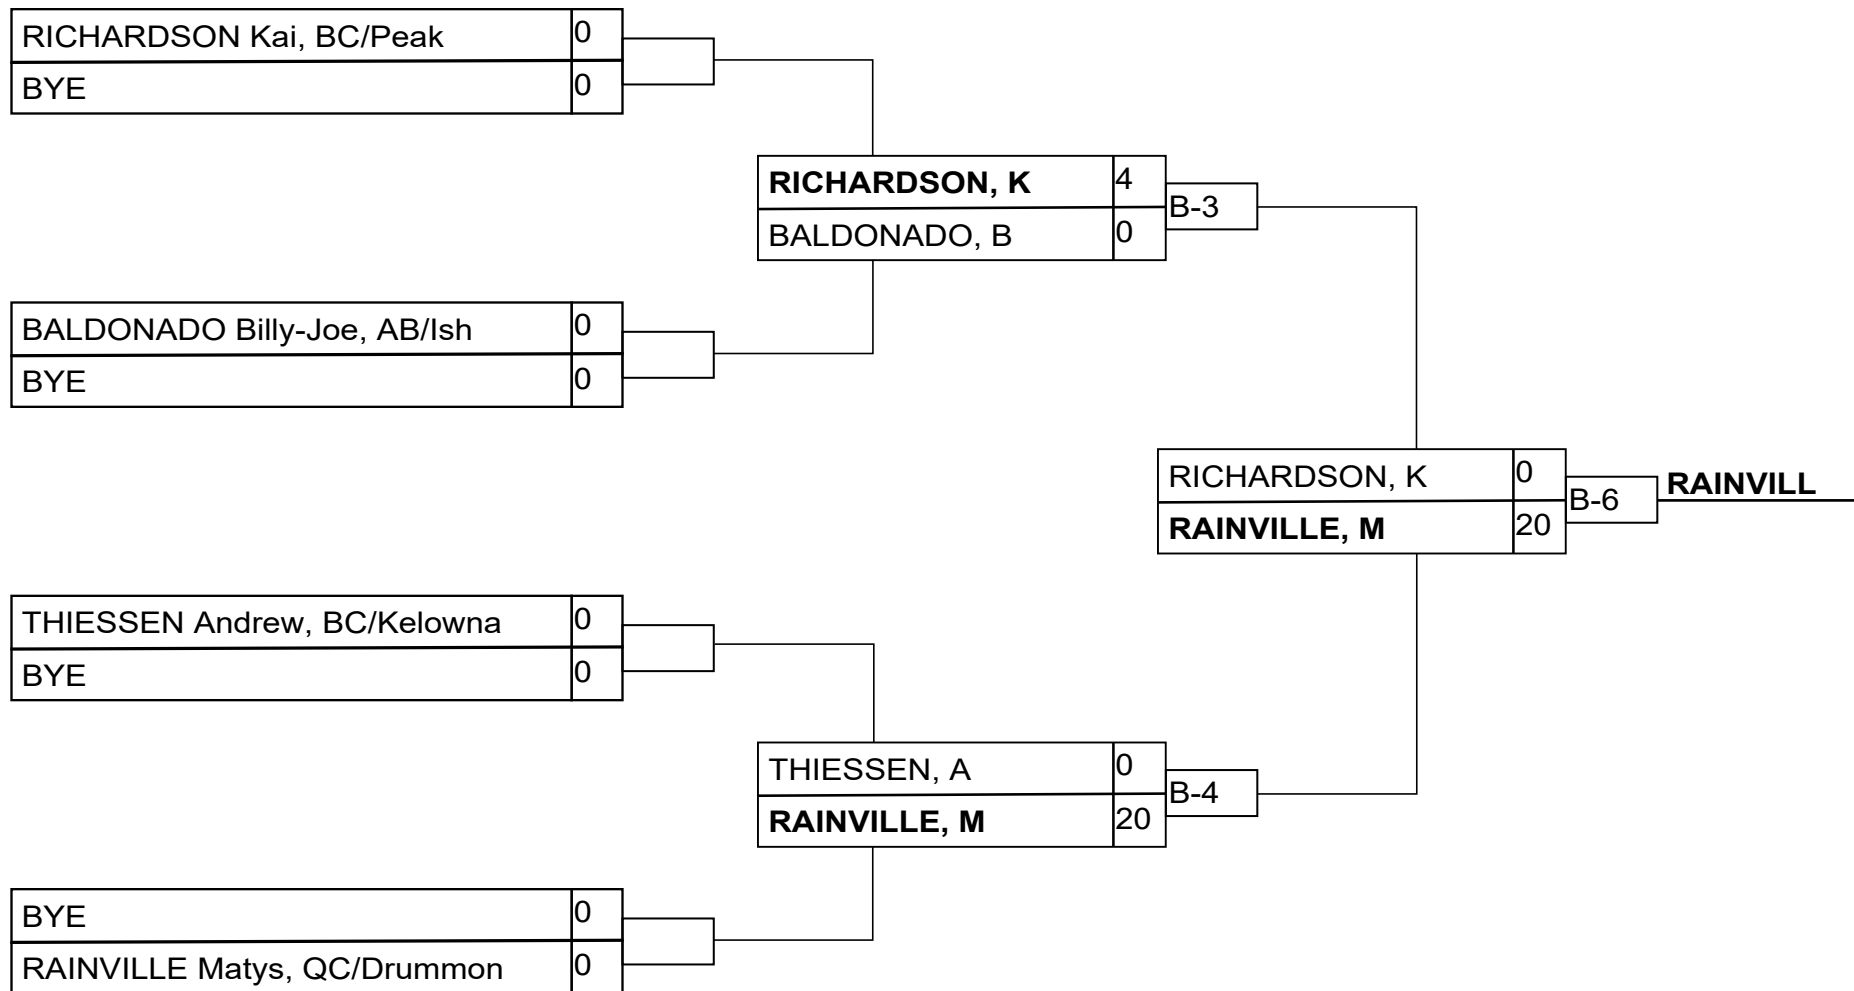 RICHARDSON Kai, BC/Peak 0
BYE 0
RICHARDSON, K 4
BALDONADO, B 0
B-3
BALDONADO Billy-Joe, AB/Ish 0
BYE 0
RICHARDSON, K 0
RAINVILLE, M 20
B-6
RAINVILL
THIESSEN Andrew, BC/Kelowna 0
BYE 0
THIESSEN, A 0
RAINVILLE, M 20
B-4
BYE 0
RAINVILLE Matys, QC/Drummon 0